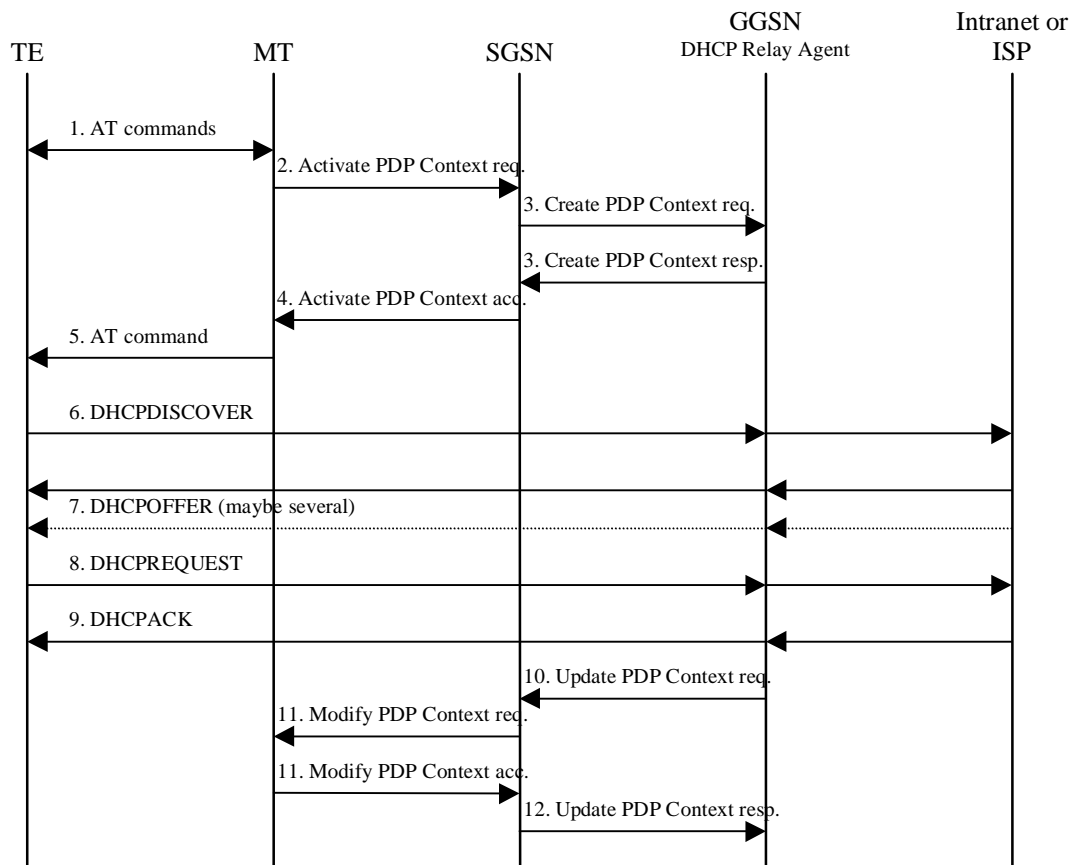 GGSN
Intranet or
TE
MT
SGSN
DHCP Relay Agent
ISP
1. AT commands
2. Activate PDP Context req.
3. Create PDP Context req.
3. Create PDP Context resp.
4. Activate PDP Context acc.
5. AT command
6. DHCPDISCOVER
7. DHCPOFFER (maybe several)
8. DHCPREQUEST
9. DHCPACK
10. Update PDP Context req.
11. Modify PDP Context req.
11. Modify PDP Context acc.
12. Update PDP Context resp.